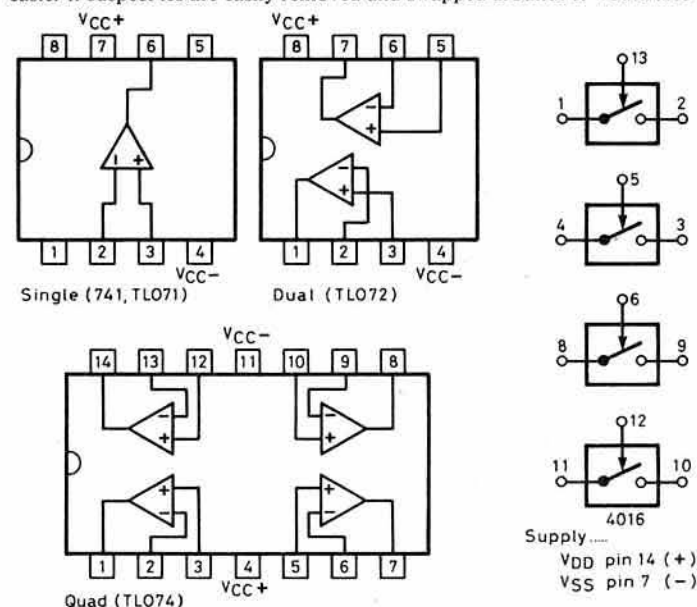 VCC+
8 7 6 5
1 2 3 4
VCC-
Single (741, TL071)
VCC+
8 7 6 5
1 2 3 4
VCC-
Dual (TL072)
VCC-
14 13 12 11 10 9 8
1 2 3 4 5 6 7
VCC+
Quad (TL074)
13
1 2
5
4 3
6
8 9
12
11 10
4016
Supply.....
VDD pin 14 (+)
VSS pin 7 (-)